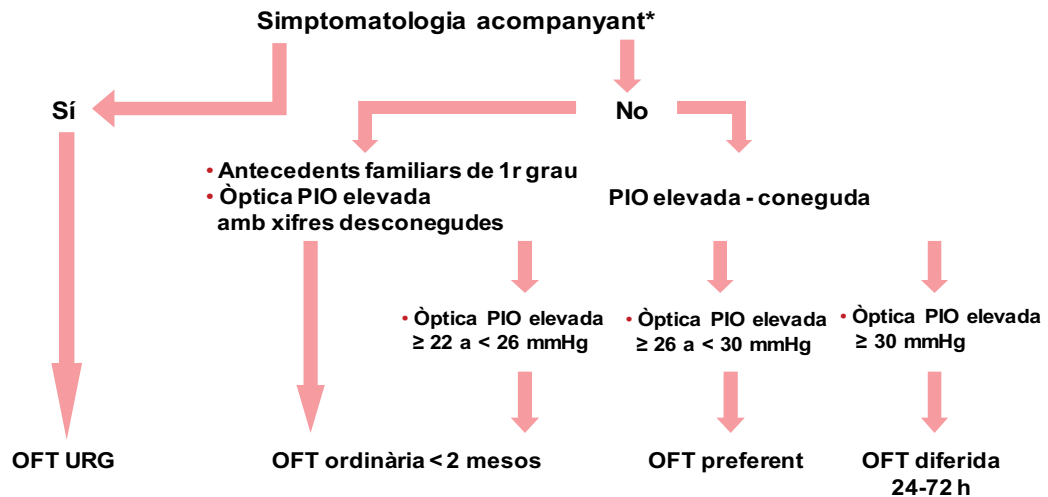 Simptomatologia acompanyant*
Sí
No
• Antecedents familiars de 1r grau
• Òptica PIO elevada
amb xifres desconegudes
PIO elevada - coneguda
• Òptica PIO elevada
≥ 22 a < 26 mmHg
• Òptica PIO elevada
≥ 26 a < 30 mmHg
• Òptica PIO elevada
≥ 30 mmHg
OFT URG
OFT ordinària < 2 mesos
OFT preferent
OFT diferida
24-72 h